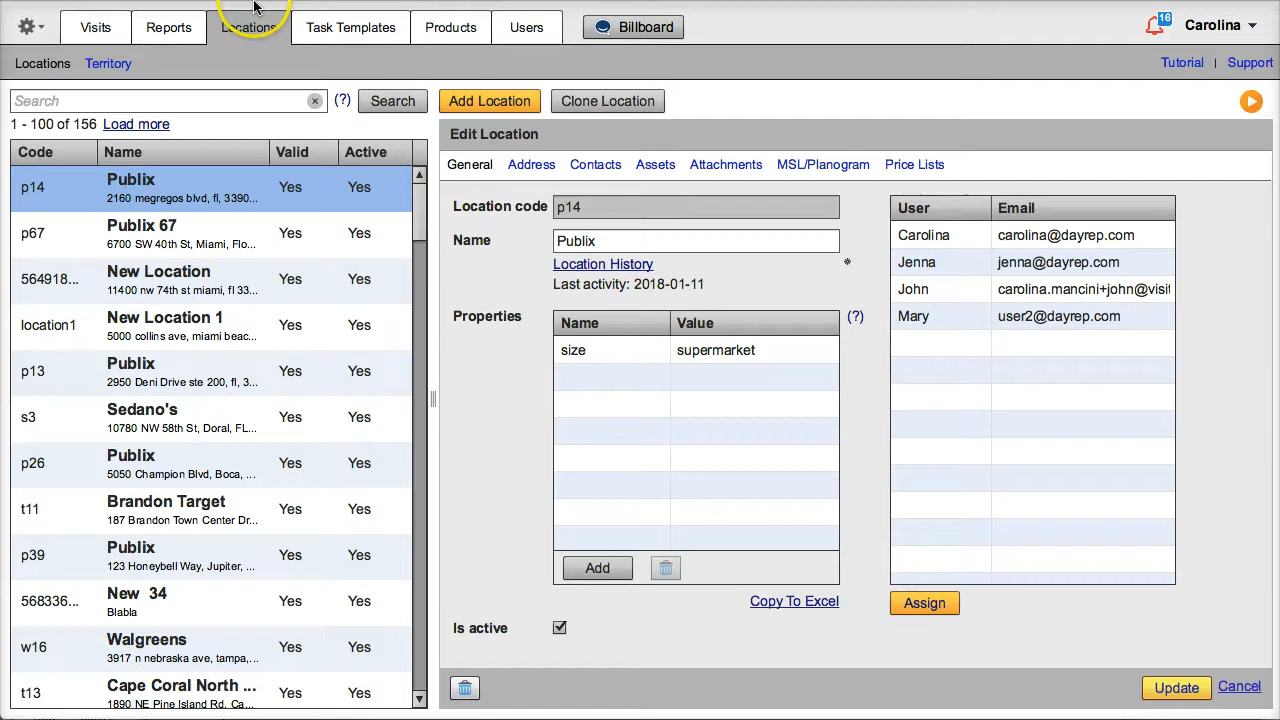 Visits Reports Locations Task Templates Products Users Billboard 16 Carolina
Locations Territory Tutorial | Support
Search (?) Search Add Location Clone Location
1 - 100 of 156 Load more
Edit Location
Code Name Valid Active
General Address Contacts Assets Attachments MSL/Planogram Price Lists
p14 Publix Yes Yes
2160 megregos blvd, fl, 3390...
p67 Publix 67 Yes Yes
6700 SW 40th St, Miami, Flo...
564918... New Location Yes Yes
11400 nw 74th st miami, fl 33...
location1 New Location 1 Yes Yes
5000 collins ave, miami beac...
p13 Publix Yes Yes
2950 Deni Drive ste 200, fl, 3...
s3 Sedano's Yes Yes
10780 NW 58th St, Doral, FL...
p26 Publix Yes Yes
5050 Champion Blvd, Boca, ...
t11 Brandon Target Yes Yes
187 Brandon Town Center Dr...
p39 Publix Yes Yes
123 Honeybell Way, Jupiter, ...
568336... New 34 Yes Yes
Blabla
w16 Walgreens Yes Yes
3917 n nebraska ave, tampa,...
t13 Cape Coral North ... Yes Yes
1890 NE Pine Island Rd, Ca...
Location code p14
Name Publix
Location History *
Last activity: 2018-01-11
Properties Name Value (?)
size supermarket
Add
Copy To Excel
Is active
User Email
Carolina carolina@dayrep.com
Jenna jenna@dayrep.com
John carolina.mancini+john@visit
Mary user2@dayrep.com
Assign
Update Cancel